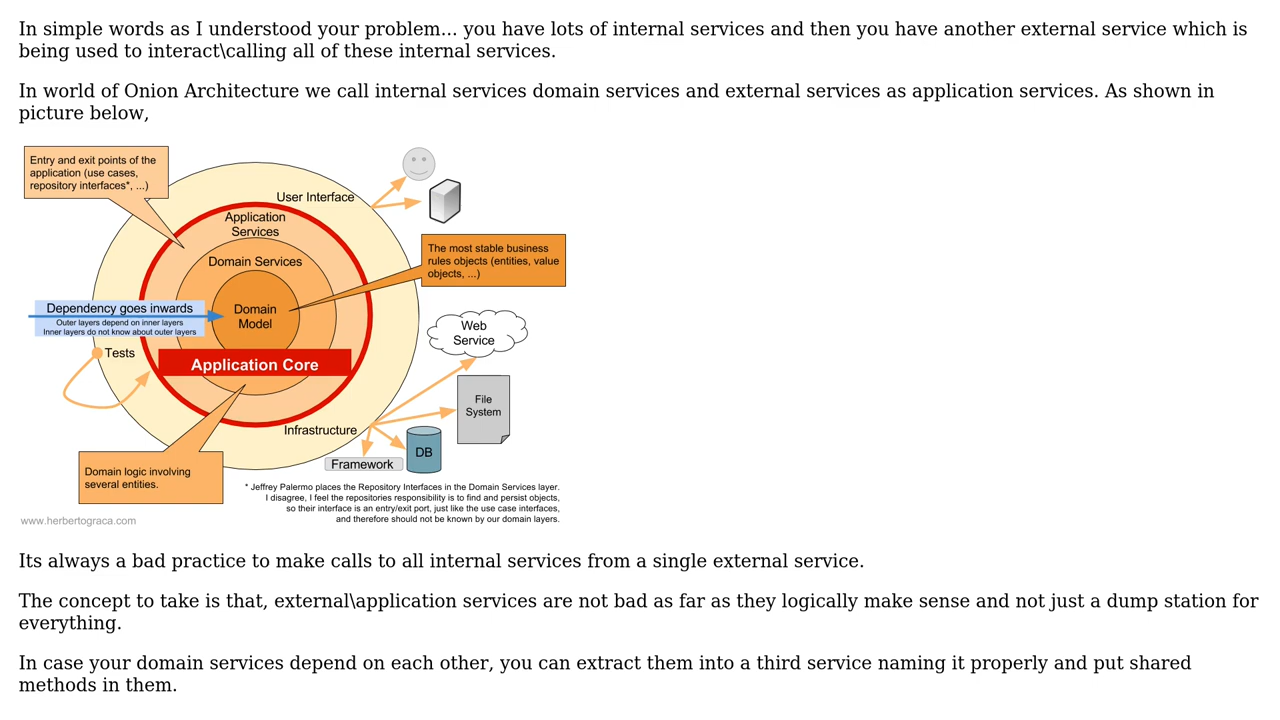 In simple words as I understood your problem... you have lots of internal services and then you have another external service which is
being used to interact\calling all of these internal services.
In world of Onion Architecture we call internal services domain services and external services as application services. As shown in
picture below,
Entry and exit points of the
application (use cases,
repository interfaces*, ...)
User Interface
Application
Services
The most stable business
rules objects (entities, value
objects, ...)
Domain Services
Dependency goes inwards
Outer layers depend on inner layers
Inner layers do not know about outer layers
Domain
Model
Web
Service
Tests
Application Core
File
System
Infrastructure
DB
Framework
Domain logic involving
several entities.
* Jeffrey Palermo places the Repository Interfaces in the Domain Services layer.
I disagree, I feel the repositories responsibility is to find and persist objects,
so their interface is an entry/exit port, just like the use case interfaces,
and therefore should not be known by our domain layers.
www.herbertograca.com
Its always a bad practice to make calls to all internal services from a single external service.
The concept to take is that, external\application services are not bad as far as they logically make sense and not just a dump station for
everything.
In case your domain services depend on each other, you can extract them into a third service naming it properly and put shared
methods in them.